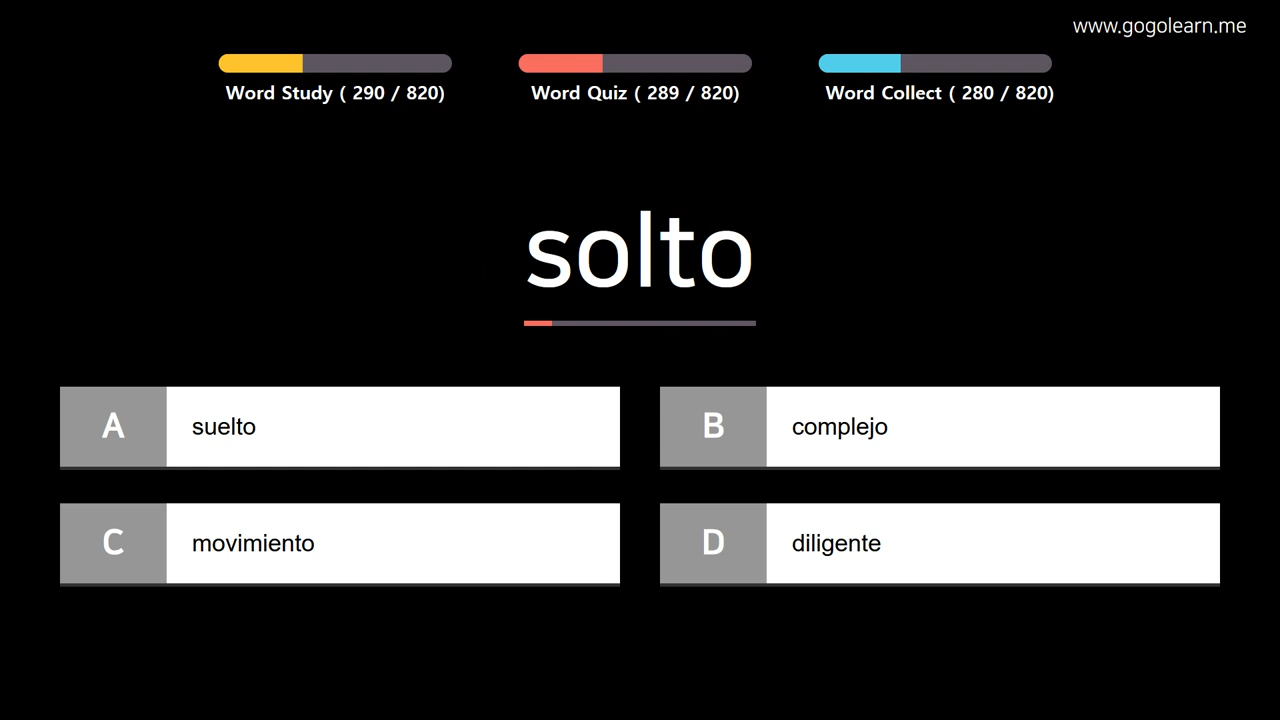 www.gogolearn.me
Word Study ( 290 / 820)
Word Quiz ( 289 / 820)
Word Collect ( 280 / 820)
solto
A suelto
B complejo
C movimiento
D diligente